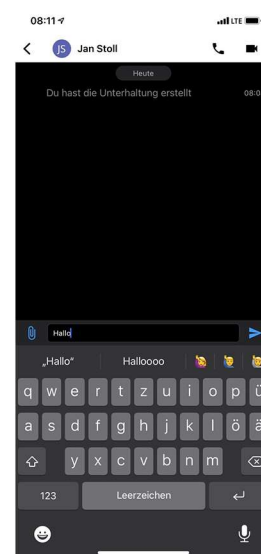 08:11
LTE
JS Jan Stoll
Heute
Du hast die Unterhaltung erstellt 08:0
Hallo
„Hallo“ Halloooo
q w e r t z u i o p ü
a s d f g h j k l ö ä
y x c v b n m
123 Leerzeichen